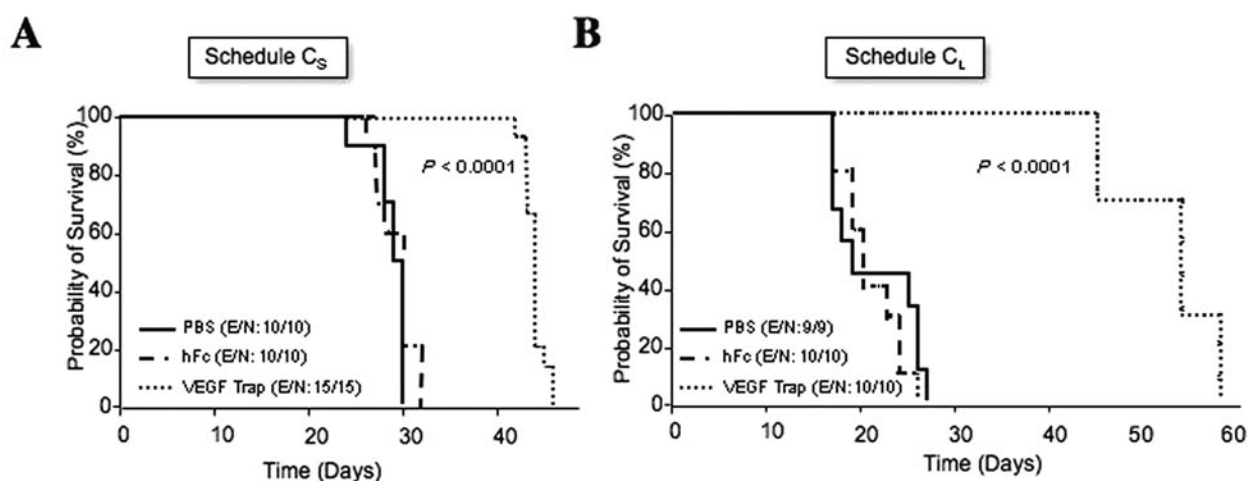 A
Schedule C_S
Probability of Survival (%)
100
80
60
40
20
0
PBS (E/N: 10/10)
hFc (E/N: 10/10)
VEGF Trap (E/N: 15/15)
P < 0.0001
0 10 20 30 40
Time (Days)
B
Schedule C_L
Probability of Survival (%)
100
80
60
40
20
0
PBS (E/N: 9/9)
hFc (E/N: 10/10)
VEGF Trap (E/N: 10/10)
P < 0.0001
0 10 20 30 40 50 60
Time (Days)